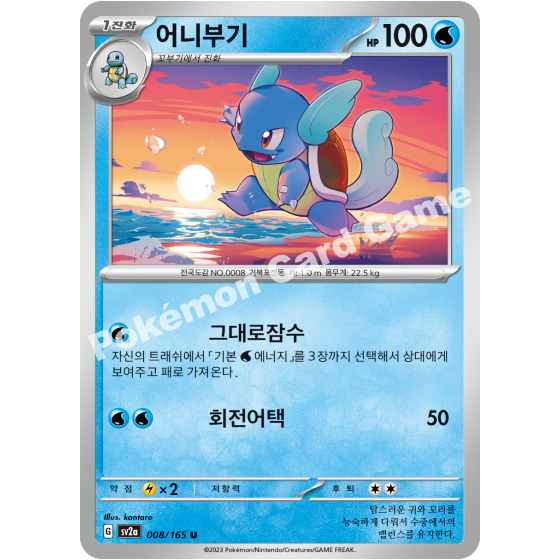 1진화 어니부기 HP 100
꼬부기에서 진화
전국도감 NO.0008 거북포켓몬 키: 1.0 m 몸무게: 22.5 kg
Pokémon Card Game
그대로잠수
자신의 트래쉬에서 「기본 에너지」를 3장까지 선택해서 상대에게
보여주고 패로 가져온다.
회전어택 50
약점 ×2 저항력 후퇴
Illus. kantaro
G sv2a 008/165 U
탐스러운 귀와 꼬리를
능숙하게 다뤄서 수중에서의
밸런스를 유지한다.
©2023 Pokémon/Nintendo/Creatures/GAME FREAK.